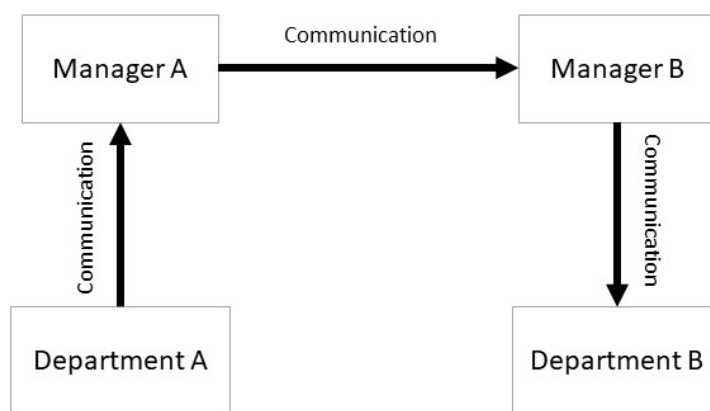 Communication
Manager A
Manager B
Communication
Communication
Department A
Department B